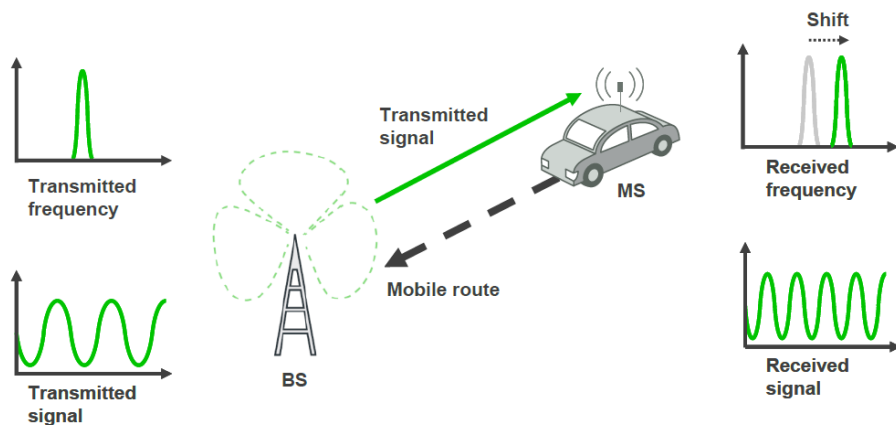 Shift
Transmitted
signal
Transmitted
frequency
MS
Received
frequency
Mobile route
BS
Transmitted
signal
Received
signal